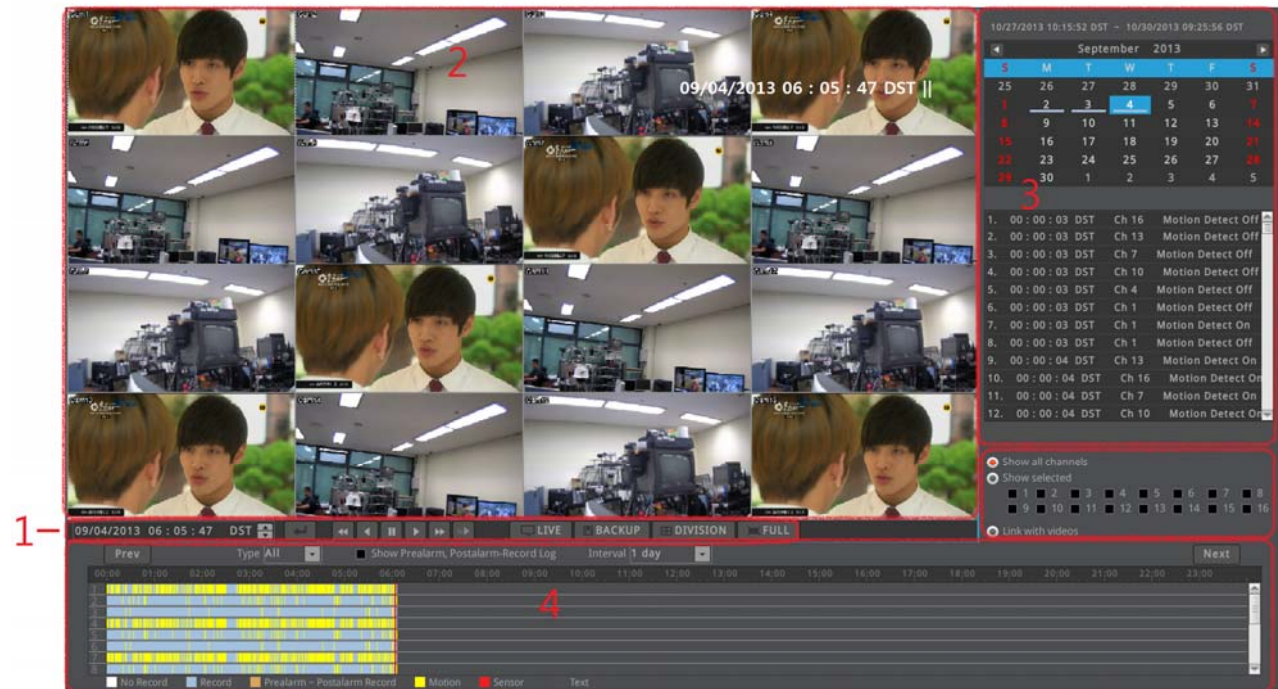 10/27/2013 10:15:52 DST ~ 10/30/2013 09:25:56 DST
September 2013
S M T W T F S
25 26 27 28 29 30 31
1 2 3 4 5 6 7
8 9 10 11 12 13 14
15 16 17 18 19 20 21
22 23 24 25 26 27 28
29 30 1 2 3 4 5
2
09/04/2013 06 : 05 : 47 DST ||
3
1. 00 : 00 : 03 DST Ch 16 Motion Detect Off
2. 00 : 00 : 03 DST Ch 13 Motion Detect Off
3. 00 : 00 : 03 DST Ch 7 Motion Detect Off
4. 00 : 00 : 03 DST Ch 10 Motion Detect Off
5. 00 : 00 : 03 DST Ch 4 Motion Detect Off
6. 00 : 00 : 03 DST Ch 1 Motion Detect Off
7. 00 : 00 : 03 DST Ch 1 Motion Detect On
8. 00 : 00 : 03 DST Ch 1 Motion Detect Off
9. 00 : 00 : 04 DST Ch 13 Motion Detect On
10. 00 : 00 : 04 DST Ch 16 Motion Detect On
11. 00 : 00 : 04 DST Ch 7 Motion Detect On
12. 00 : 00 : 04 DST Ch 10 Motion Detect On
Show all channels
Show selected
1 2 3 4 5 6 7 8
9 10 11 12 13 14 15 16
Link with videos
1
09/04/2013 06 : 05 : 47 DST LIVE BACKUP DIVISION FULL
Prev Type All Show Prealarm, Postalarm-Record Log Interval 1 day Next
00:00 01:00 02:00 03:00 04:00 05:00 06:00 07:00 08:00 09:00 10:00 11:00 12:00 13:00 14:00 15:00 16:00 17:00 18:00 19:00 20:00 21:00 22:00 23:00
4
1
2
3
4
5
6
7
8
No Record Record Prealarm ~ Postalarm Record Motion Sensor Text